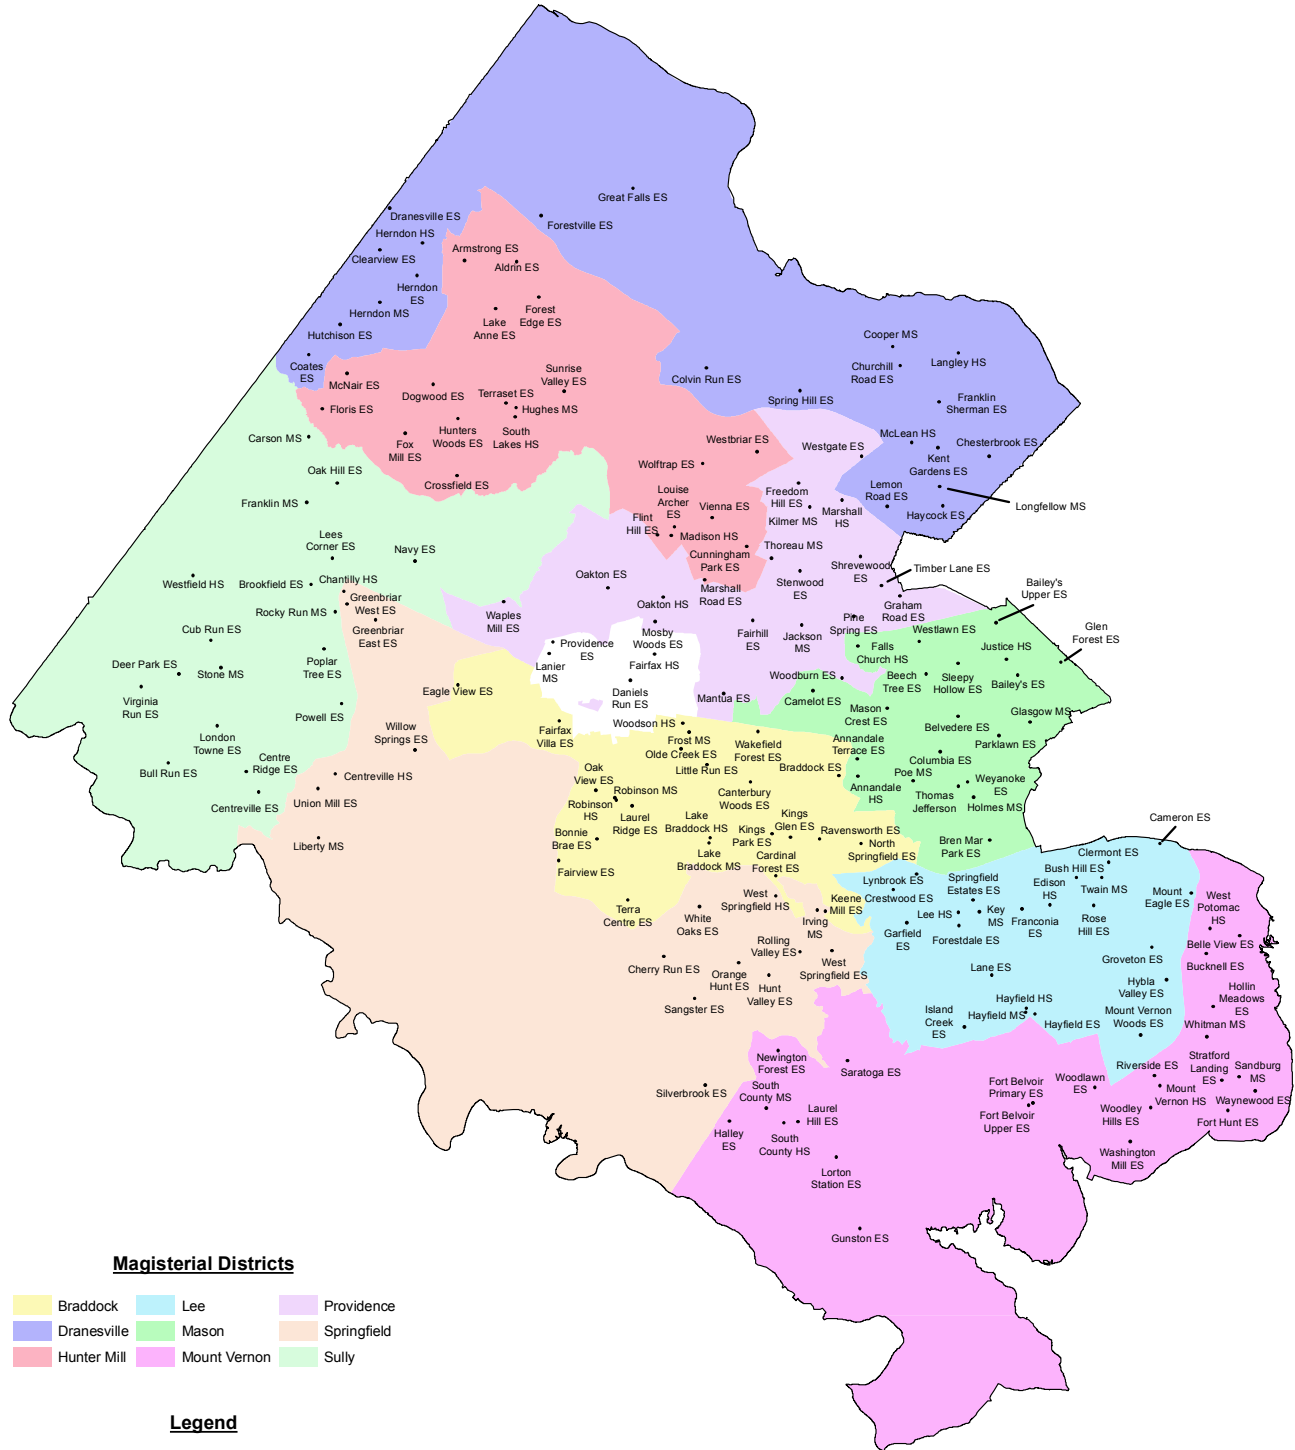 Great Falls ES
Dranesville ES
Forestville ES
Herndon HS
Clearview ES
Armstrong ES
Aldrin ES
Herndon
ES
Herndon MS
Hutchison ES
Lake
Anne ES
Forest
Edge ES
Coates
ES
McNair ES
Floris ES
Dogwood ES
Sunrise
Valley ES
Terraset ES
Hughes MS
South
Lakes HS
Hunters
Woods ES
Fox
Mill ES
Crossfield ES
Colvin Run ES
Spring Hill ES
Cooper MS
Churchill
Road ES
Langley HS
Franklin
Sherman ES
McLean HS
Chesterbrook ES
Kent
Gardens ES
Lemon
Road ES
Longfellow MS
Haycock ES
Westbriar ES
Wolftrap ES
Westgate ES
Carson MS
Oak Hill ES
Franklin MS
Louise
Archer
ES
Vienna ES
Flint
Hill ES
Madison HS
Cunningham
Park ES
Freedom
Hill ES
Kilmer MS
Marshall
HS
Thoreau MS
Stenwood
ES
Shrevewood
ES
Timber Lane ES
Lees
Corner ES
Navy ES
Westfield HS
Brookfield ES
Chantilly HS
Greenbriar
West ES
Rocky Run MS
Greenbriar
East ES
Oakton ES
Marshall
Road ES
Oakton HS
Waples
Mill ES
Graham
Road ES
Bailey's
Upper ES
Glen
Forest ES
Cub Run ES
Deer Park ES
Stone MS
Poplar
Tree ES
Virginia
Run ES
Powell ES
Providence
ES
Lanier
MS
Mosby
Woods ES
Fairfax HS
Daniels
Run ES
Fairhill
ES
Jackson
MS
Pine
Spring ES
Falls
Church HS
Westlawn ES
Justice HS
Woodburn ES
Beech
Tree ES
Sleepy
Hollow ES
Bailey's ES
Mantua ES
Camelot ES
Mason
Crest ES
Belvedere ES
Glasgow MS
Parklawn ES
Eagle View ES
Willow
Springs ES
Fairfax
Villa ES
Woodson HS
Frost MS
Olde Creek ES
Little Run ES
Wakefield
Forest ES
Annandale
Terrace ES
Braddock ES
Columbia ES
Poe MS
Annandale
HS
Thomas
Jefferson
Weyanoke
ES
Holmes MS
London
Towne ES
Bull Run ES
Centre
Ridge ES
Centreville ES
Centreville HS
Union Mill ES
Liberty MS
Oak
View ES
Robinson MS
Robinson
HS
Laurel
Ridge ES
Canterbury
Woods ES
Lake
Braddock HS
Lake
Braddock MS
Kings
Park ES
Kings
Glen ES
Ravensworth ES
North
Springfield ES
Bonnie
Brae ES
Fairview ES
Cardinal
Forest ES
Bren Mar
Park ES
Cameron ES
Terra
Centre ES
West
Springfield HS
White
Oaks ES
Keene
Mill ES
Irving
MS
Lynbrook ES
Crestwood ES
Springfield
Estates ES
Lee HS
Key
MS
Garfield
ES
Forestdale ES
Franconia
ES
Edison
HS
Bush Hill ES
Clermont ES
Twain MS
Rose
Hill ES
Mount
Eagle ES
West
Potomac
HS
Belle View ES
Bucknell ES
Groveton ES
Rolling
Valley ES
West
Springfield ES
Cherry Run ES
Orange
Hunt ES
Hunt
Valley ES
Sangster ES
Lane ES
Hybla
Valley ES
Hollin
Meadows
ES
Hayfield HS
Hayfield MS
Hayfield ES
Island
Creek
ES
Mount Vernon
Woods ES
Whitman MS
Newington
Forest ES
Saratoga ES
Silverbrook ES
South
County MS
Laurel
Hill ES
Halley
ES
South
County HS
Lorton
Station ES
Gunston ES
Fort Belvoir
Primary ES
Fort Belvoir
Upper ES
Woodlawn
ES
Riverside ES
Mount
Vernon HS
Woodley
Hills ES
Washington
Mill ES
Stratford
Landing
ES
Sandburg
MS
Waynewood ES
Fort Hunt ES
Magisterial Districts
Braddock
Lee
Providence
Dranesville
Mason
Springfield
Hunter Mill
Mount Vernon
Sully
Legend